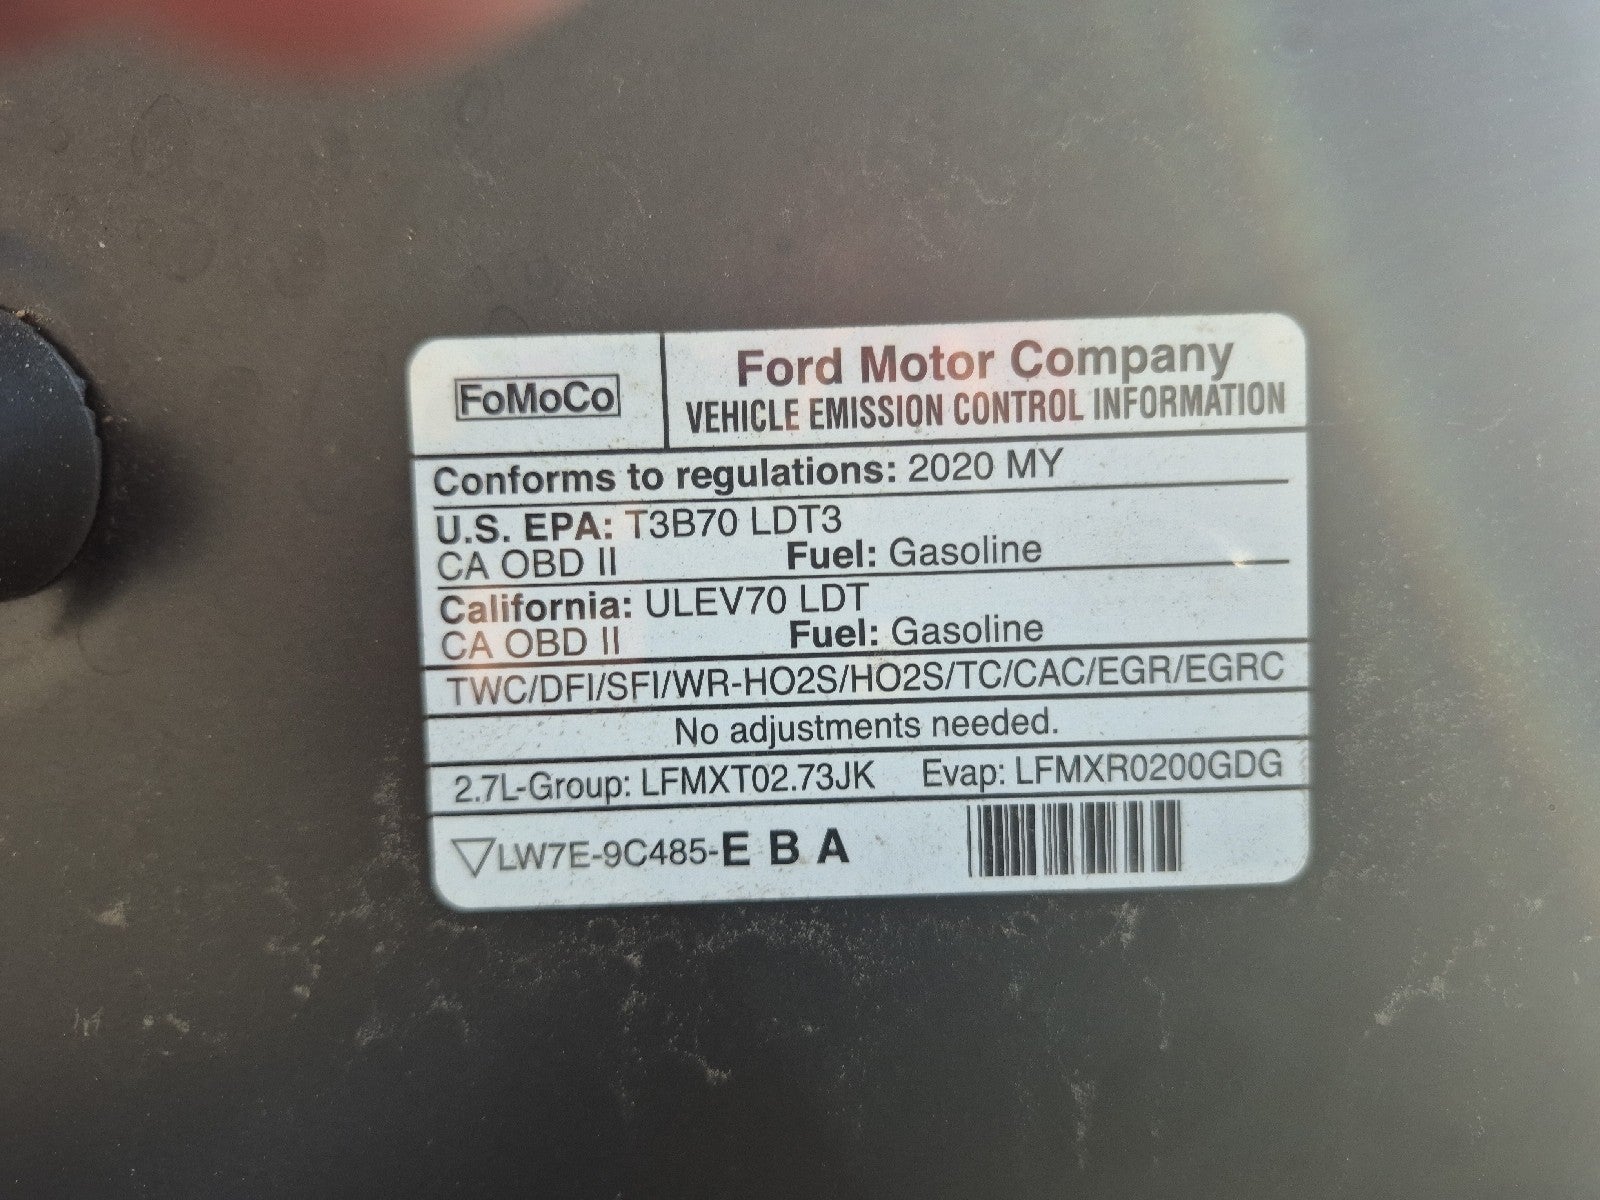 FoMoCo
Ford Motor Company
VEHICLE EMISSION CONTROL INFORMATION
Conforms to regulations: 2020 MY
U.S. EPA: T3B70 LDT3
CA OBD II Fuel: Gasoline
California: ULEV70 LDT
CA OBD II Fuel: Gasoline
TWC/DFI/SFI/WR-HO2S/HO2S/TC/CAC/EGR/EGRC
No adjustments needed.
2.7L-Group: LFMXT02.73JK Evap: LFMXR0200GDG
▽LW7E-9C485-E B A